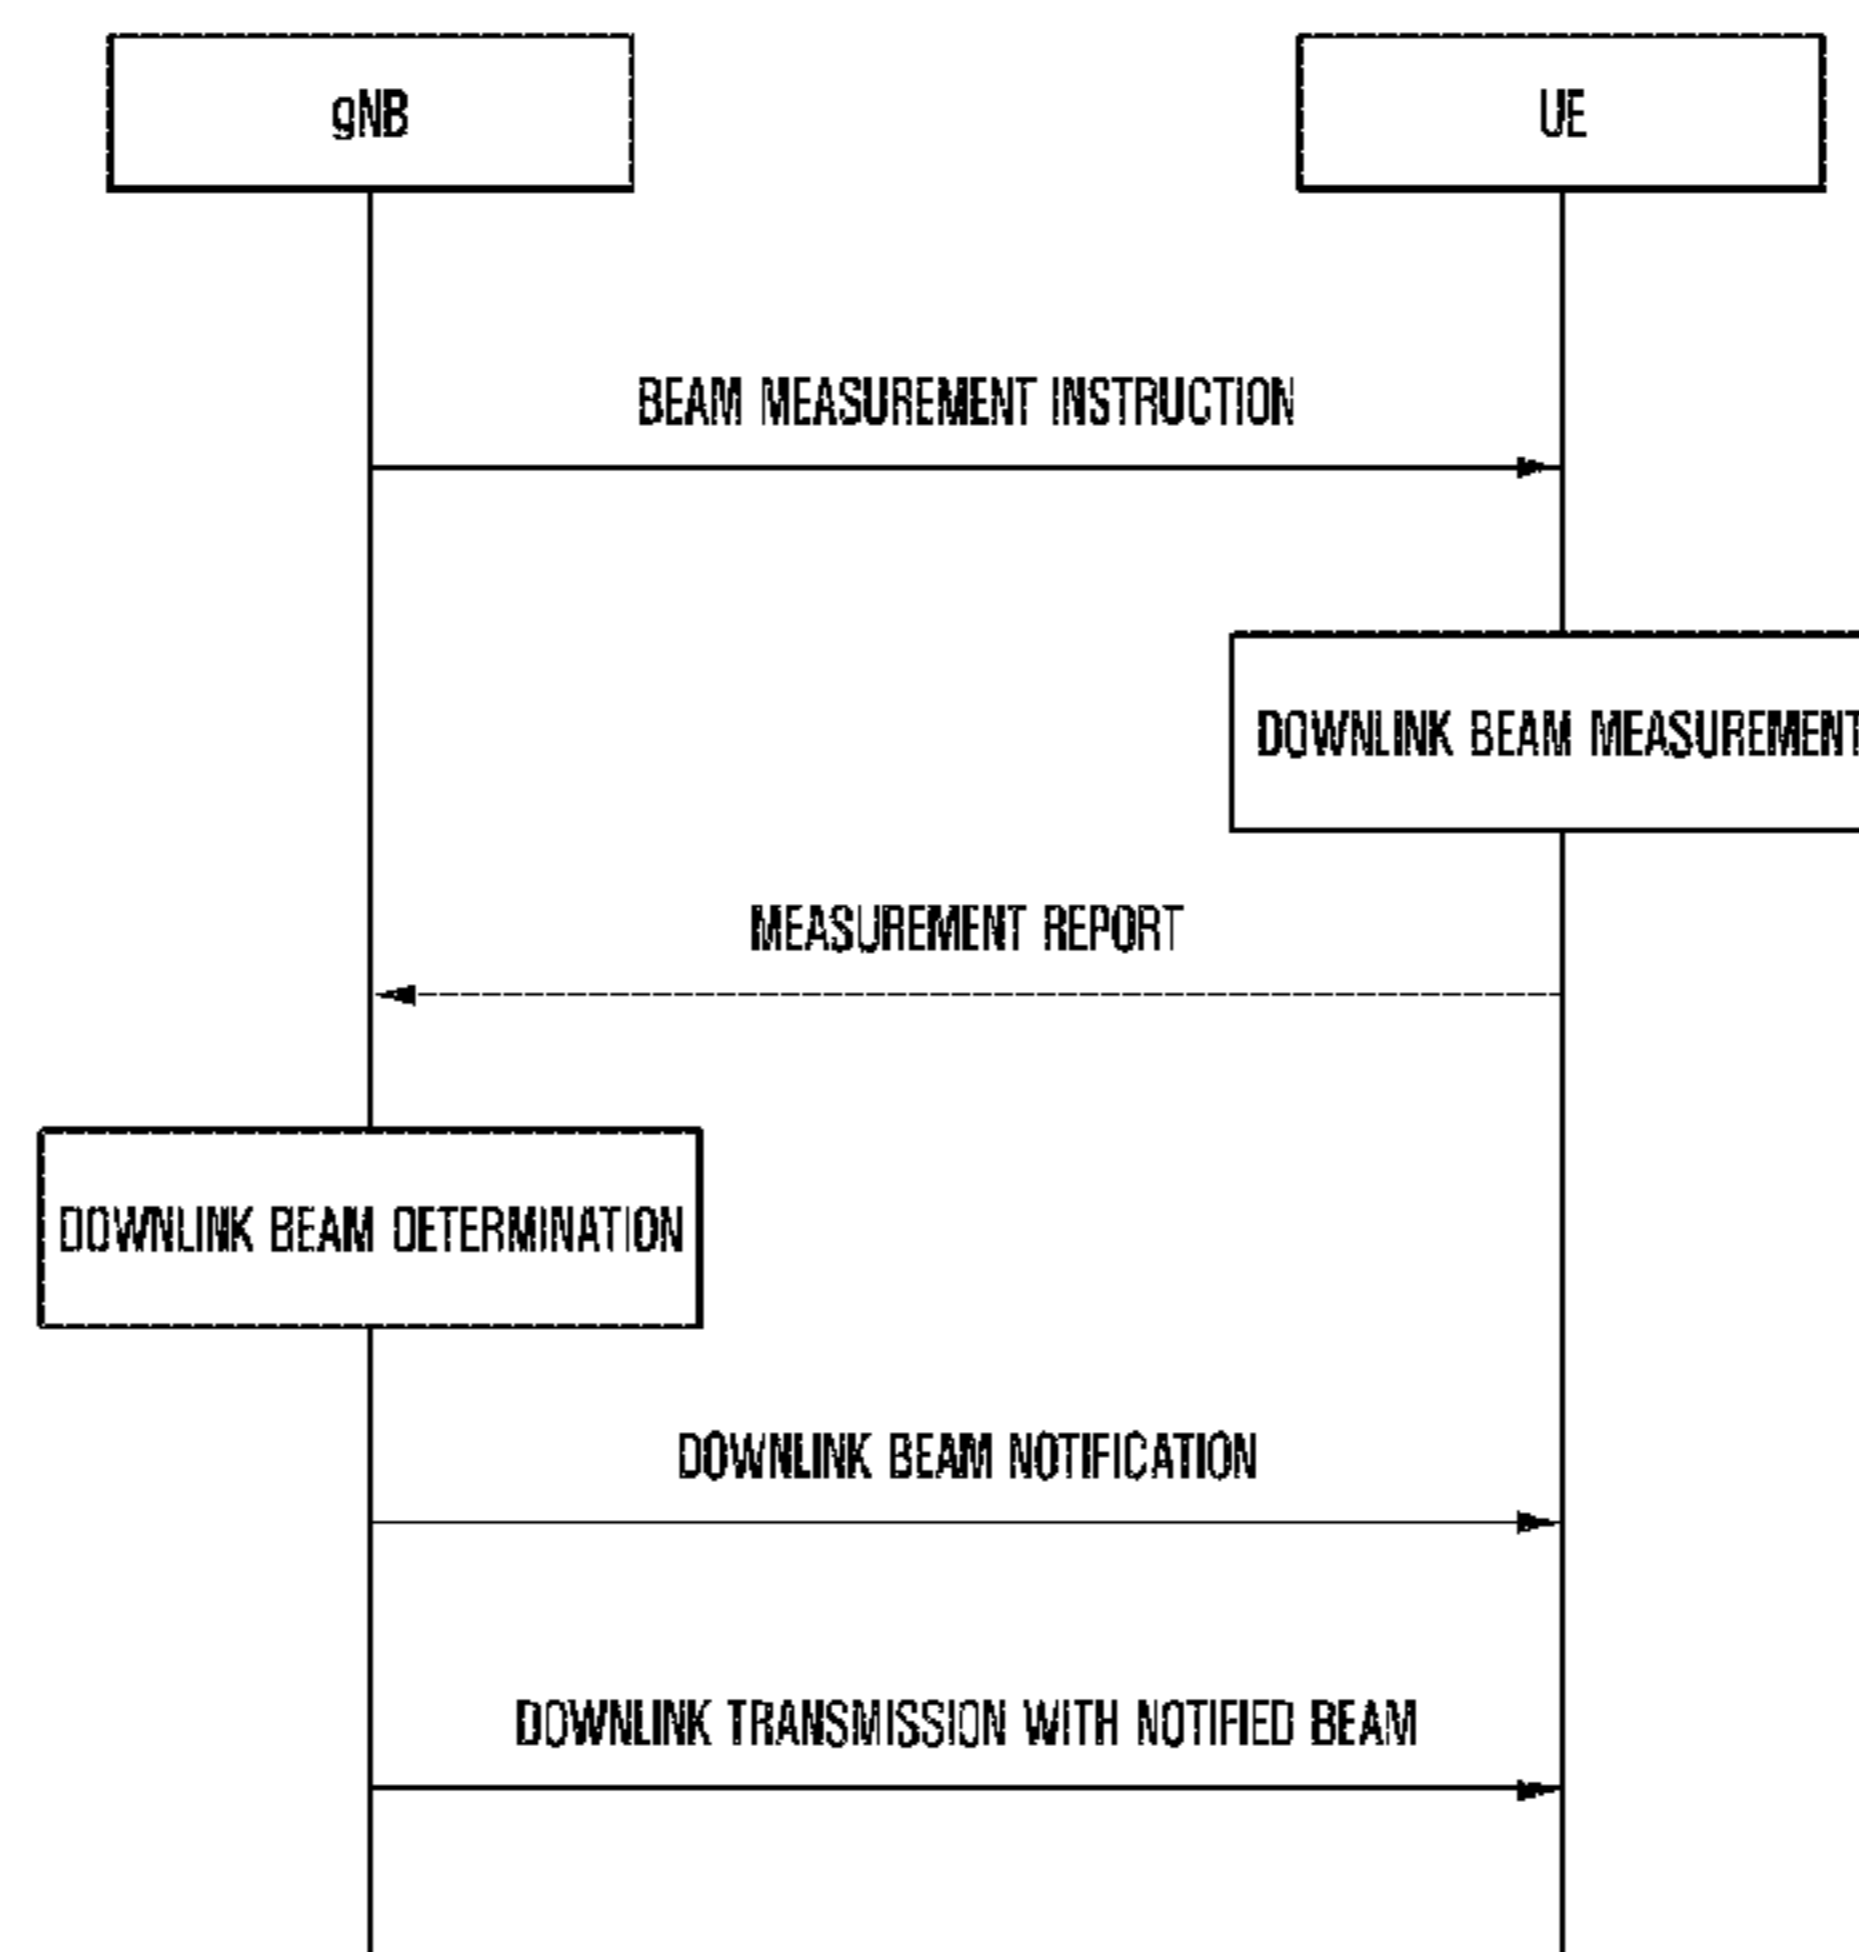 gNB
UE
BEAM MEASUREMENT INSTRUCTION
DOWNLINK BEAM MEASUREMENT
MEASUREMENT REPORT
DOWNLINK BEAM DETERMINATION
DOWNLINK BEAM NOTIFICATION
DOWNLINK TRANSMISSION WITH NOTIFIED BEAM